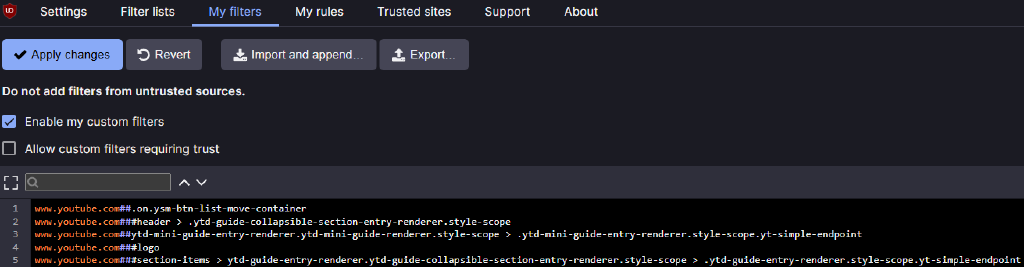 Settings Filter lists My filters My rules Trusted sites Support About
Apply changes Revert Import and append... Export...
Do not add filters from untrusted sources.
Enable my custom filters
Allow custom filters requiring trust
1 www.youtube.com##.on.ysm-btn-list-move-container
2 www.youtube.com###header > .ytd-guide-collapsible-section-entry-renderer.style-scope
3 www.youtube.com##ytd-mini-guide-entry-renderer.ytd-mini-guide-renderer.style-scope > .ytd-mini-guide-entry-renderer.style-scope.yt-simple-endpoint
4 www.youtube.com###logo
5 www.youtube.com###section-items > ytd-guide-entry-renderer.ytd-guide-collapsible-section-entry-renderer.style-scope > .ytd-guide-entry-renderer.style-scope.yt-simple-endpoint